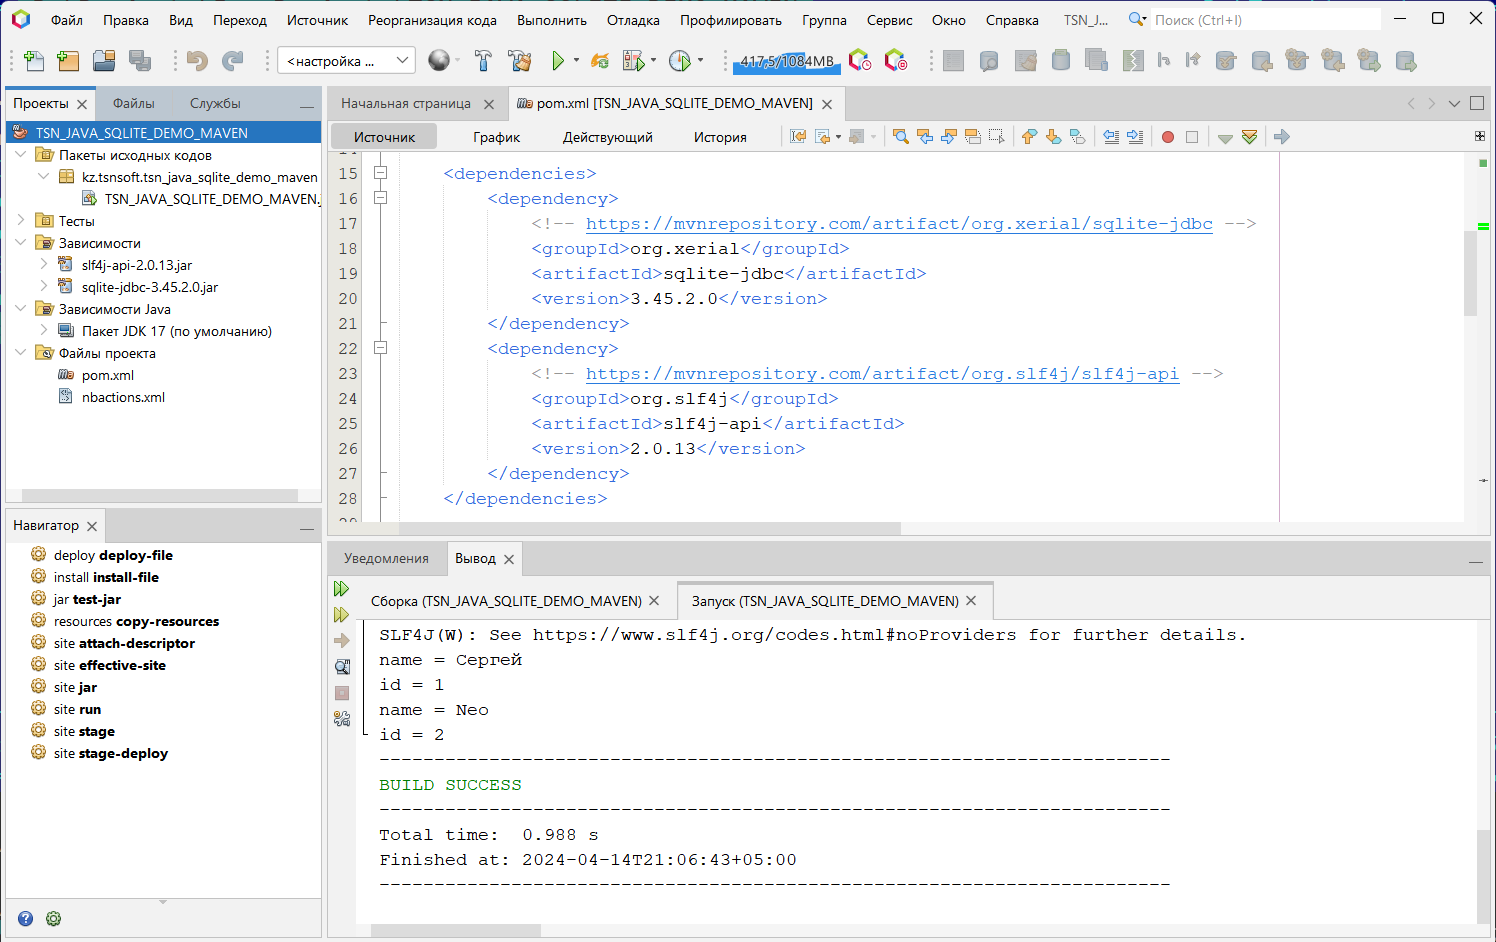 Файл Правка Вид Переход Источник Реорганизация кода Выполнить Отладка Профилировать Группа Сервис Окно Справка TSN_J... Поиск (Ctrl+I)
<настройка ... 417,5/1084MB
Проекты Файлы Службы
TSN_JAVA_SQLITE_DEMO_MAVEN
Пакеты исходных кодов
kz.tsnsoft.tsn_java_sqlite_demo_maven
TSN_JAVA_SQLITE_DEMO_MAVEN.j
Тесты
Зависимости
slf4j-api-2.0.13.jar
sqlite-jdbc-3.45.2.0.jar
Зависимости Java
Пакет JDK 17 (по умолчанию)
Файлы проекта
pom.xml
nbactions.xml
Навигатор
deploy deploy-file
install install-file
jar test-jar
resources copy-resources
site attach-descriptor
site effective-site
site jar
site run
site stage
site stage-deploy
Начальная страница pom.xml [TSN_JAVA_SQLITE_DEMO_MAVEN]
Источник График Действующий История
15 <dependencies>
16 <dependency>
17 <!-- https://mvnrepository.com/artifact/org.xerial/sqlite-jdbc -->
18 <groupId>org.xerial</groupId>
19 <artifactId>sqlite-jdbc</artifactId>
20 <version>3.45.2.0</version>
21 </dependency>
22 <dependency>
23 <!-- https://mvnrepository.com/artifact/org.slf4j/slf4j-api -->
24 <groupId>org.slf4j</groupId>
25 <artifactId>slf4j-api</artifactId>
26 <version>2.0.13</version>
27 </dependency>
28 </dependencies>
Уведомления Вывод
Сборка (TSN_JAVA_SQLITE_DEMO_MAVEN) Запуск (TSN_JAVA_SQLITE_DEMO_MAVEN)
SLF4J(W): See https://www.slf4j.org/codes.html#noProviders for further details.
name = Сергей
id = 1
name = Neo
id = 2
------------------------------------------------------------------------
BUILD SUCCESS
------------------------------------------------------------------------
Total time:  0.988 s
Finished at: 2024-04-14T21:06:43+05:00
------------------------------------------------------------------------